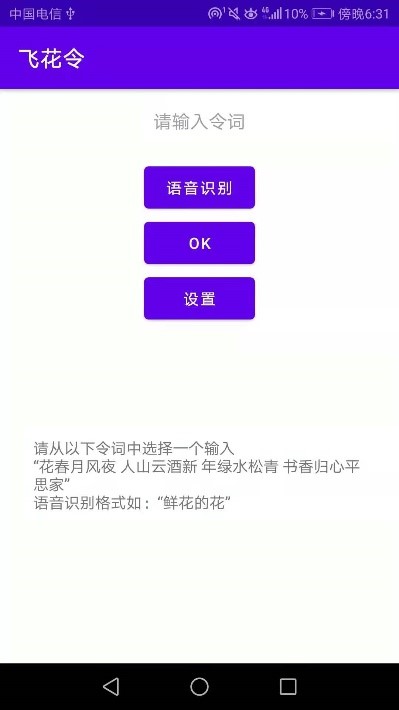 中国电信 4G 10% 傍晚6:31
飞花令
请输入令词
语音识别
OK
设置
请从以下令词中选择一个输入
“花春月风夜 人山云酒新 年绿水松青 书香归心平
思家”
语音识别格式如：“鲜花的花”